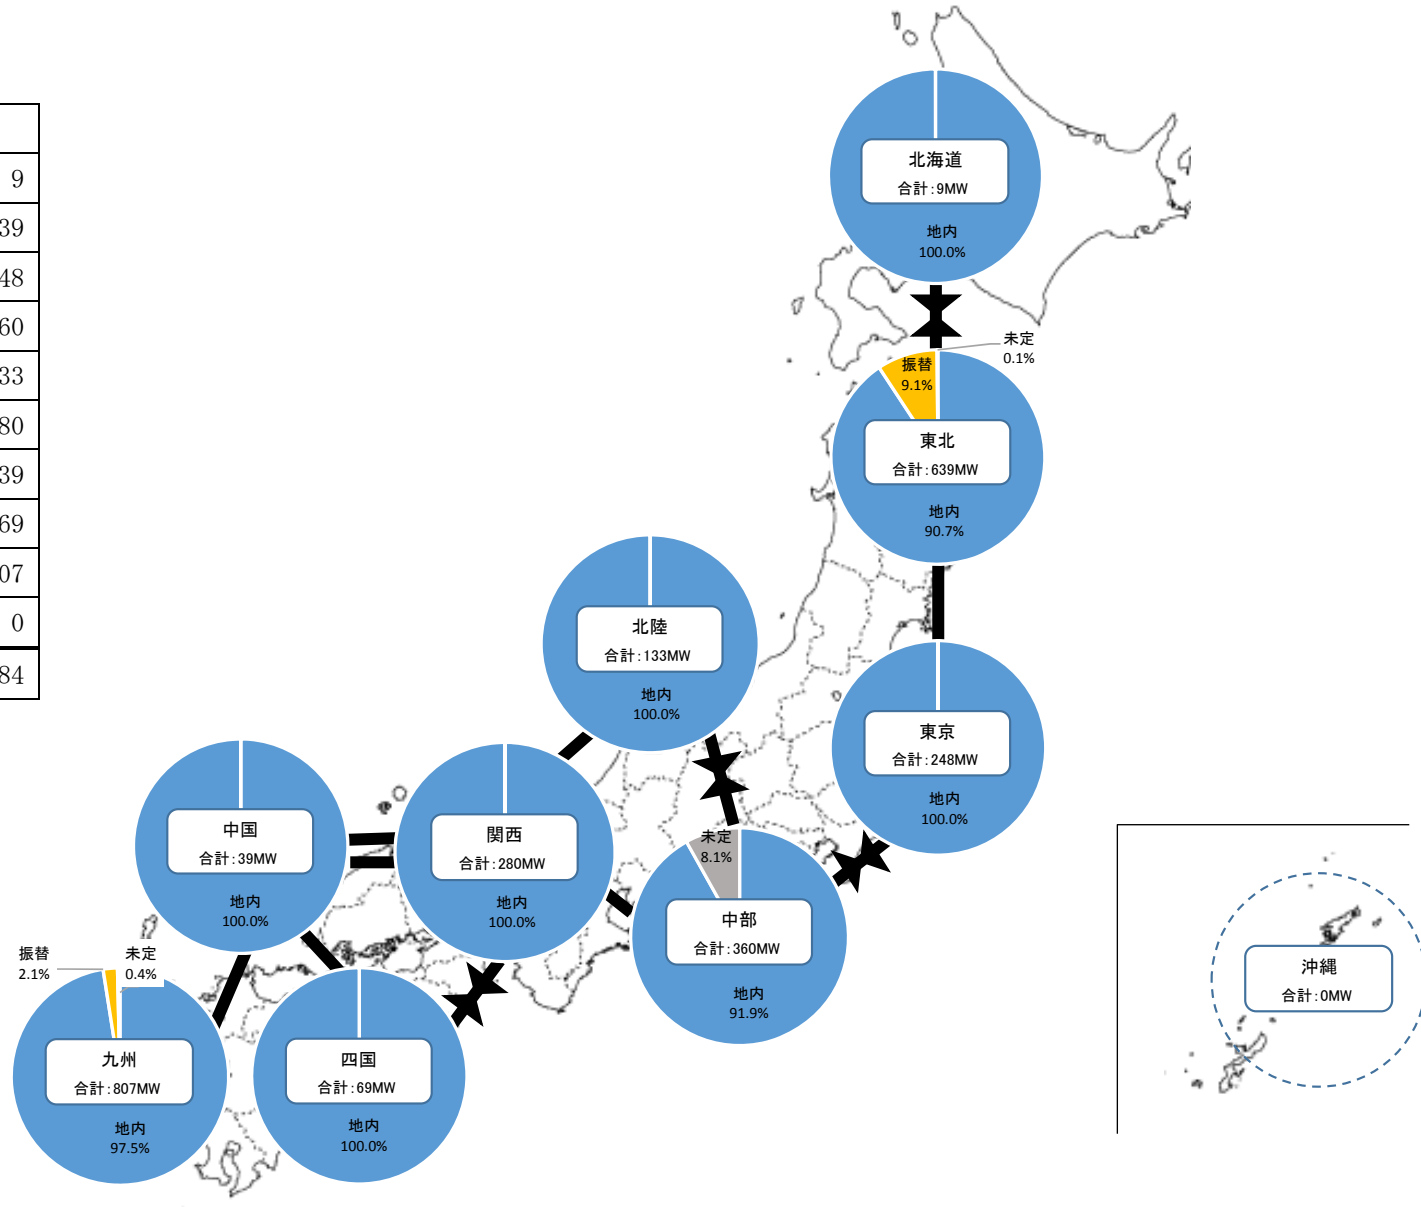 9
39
48
60
33
80
39
69
07
0
84
北海道
合計:9MW
地内
100.0%
未定
0.1%
振替
9.1%
東北
合計:639MW
地内
90.7%
北陸
合計:133MW
地内
100.0%
東京
合計:248MW
地内
100.0%
中国
合計:39MW
地内
100.0%
関西
合計:280MW
地内
100.0%
未定
8.1%
中部
合計:360MW
地内
91.9%
振替
2.1%
未定
0.4%
九州
合計:807MW
地内
97.5%
四国
合計:69MW
地内
100.0%
沖縄
合計:0MW